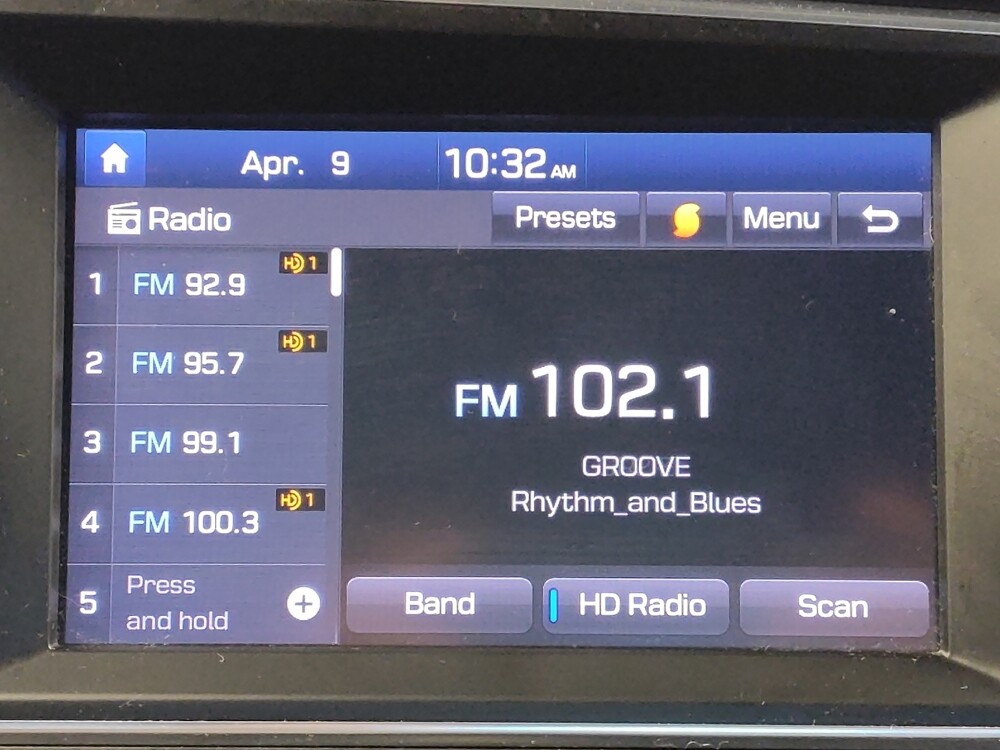 Apr. 9 10:32 AM
Radio Presets Menu
1 FM 92.9 HD 1
2 FM 95.7 HD 1
3 FM 99.1
4 FM 100.3 HD 1
5 Press and hold
FM 102.1
GROOVE
Rhythm_and_Blues
Band HD Radio Scan